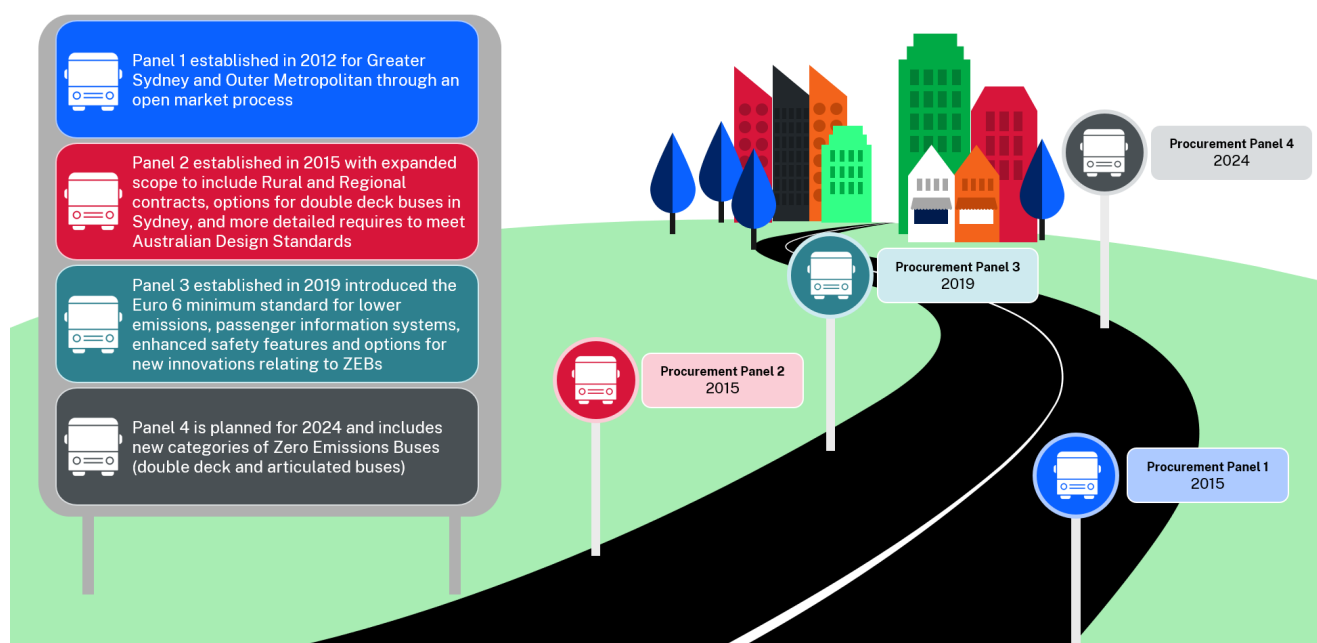 Panel 1 established in 2012 for Greater
Sydney and Outer Metropolitan through an
open market process
Panel 2 established in 2015 with expanded
scope to include Rural and Regional
contracts, options for double deck buses in
Sydney, and more detailed requires to meet
Australian Design Standards
Panel 3 established in 2019 introduced the
Euro 6 minimum standard for lower
emissions, passenger information systems,
enhanced safety features and options for
new innovations relating to ZEBs
Panel 4 is planned for 2024 and includes
new categories of Zero Emissions Buses
(double deck and articulated buses)
Procurement Panel 4
2024
Procurement Panel 3
2019
Procurement Panel 2
2015
Procurement Panel 1
2015